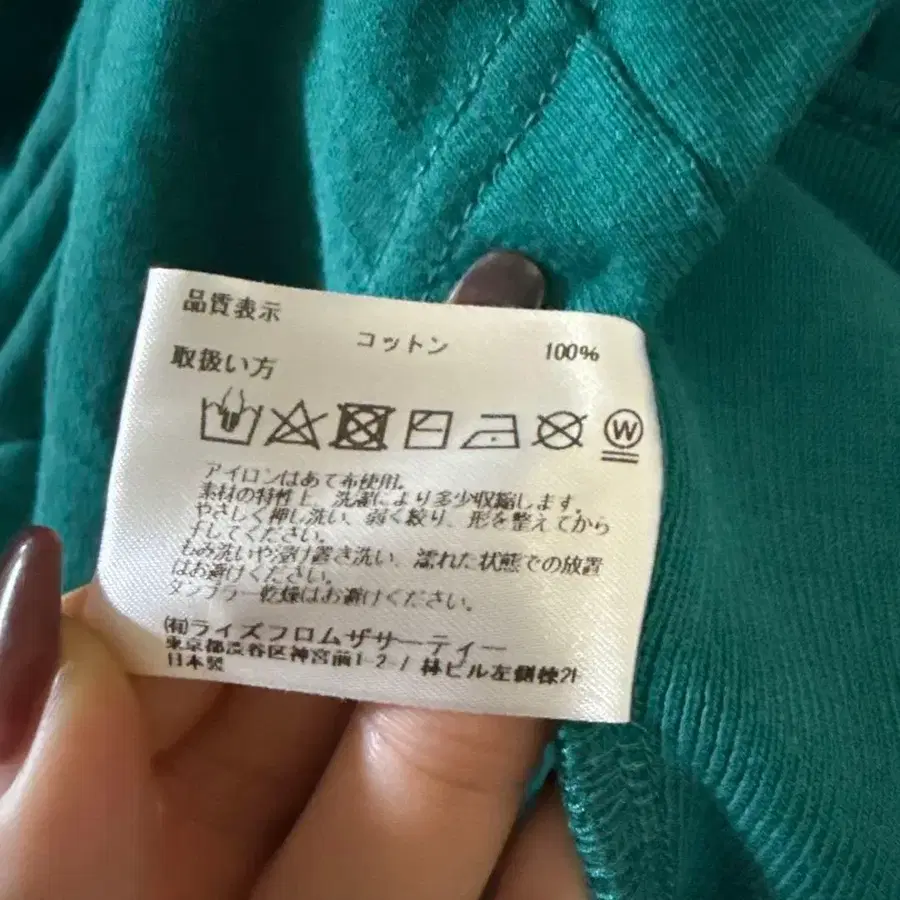 品質表示
コットン 100%
取扱い方
W
アイロンはあて布使用。
素材の特性上、洗濯により多少収縮します。
やさしく押し洗い、弱く絞り、形を整えてから
干してください。
もみ洗いや浸け置き洗い、濡れた状態での放置
はお避けください。
タンブラー乾燥はお避けください。
(有)ライズフロムザサーティー
東京都渋谷区神宮前1-2-7 林ビル左側棟2F
日本製